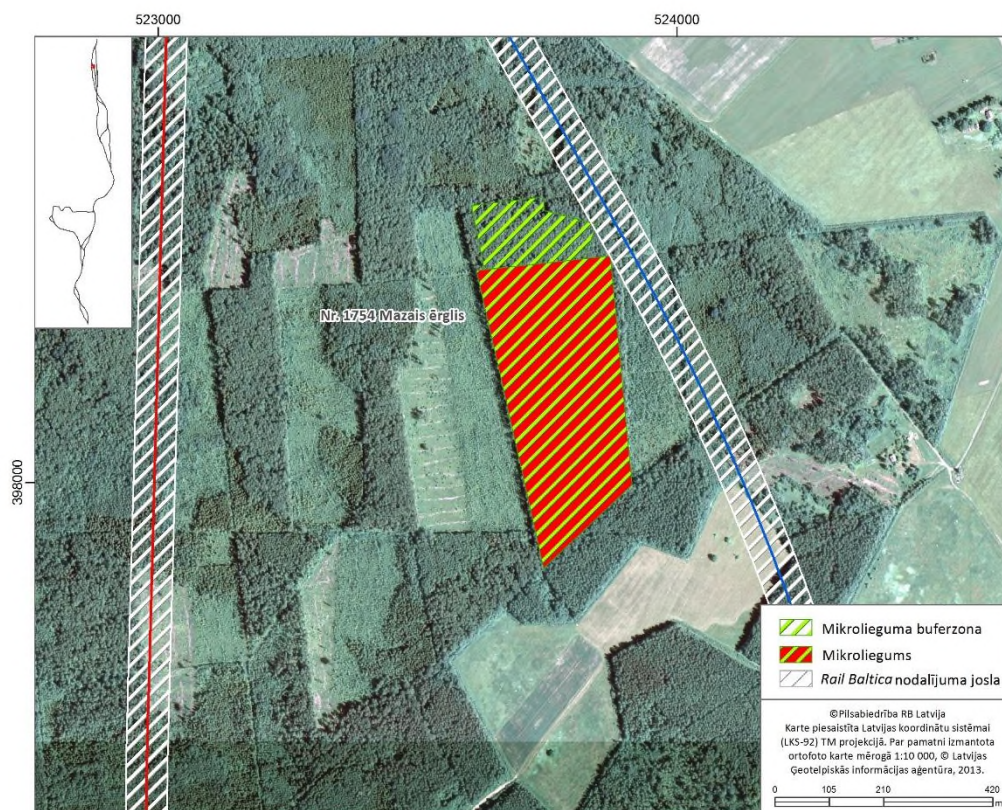 523000
524000
Nr. 1754 Mazais ērglis
398000
Mikrolieguma buferzona
Mikroliegums
Rail Baltica nodalījuma josla
©Pilsabiedrība RB Latvija
Karte piesaistīta Latvijas koordinātu sistēmai
(LKS-92) TM projekcijā. Par pamatni izmantota
ortofoto karte mērogā 1:10 000, © Latvijas
Ģeotelpiskās informācijas aģentūra, 2013.
0 105 210 420
m